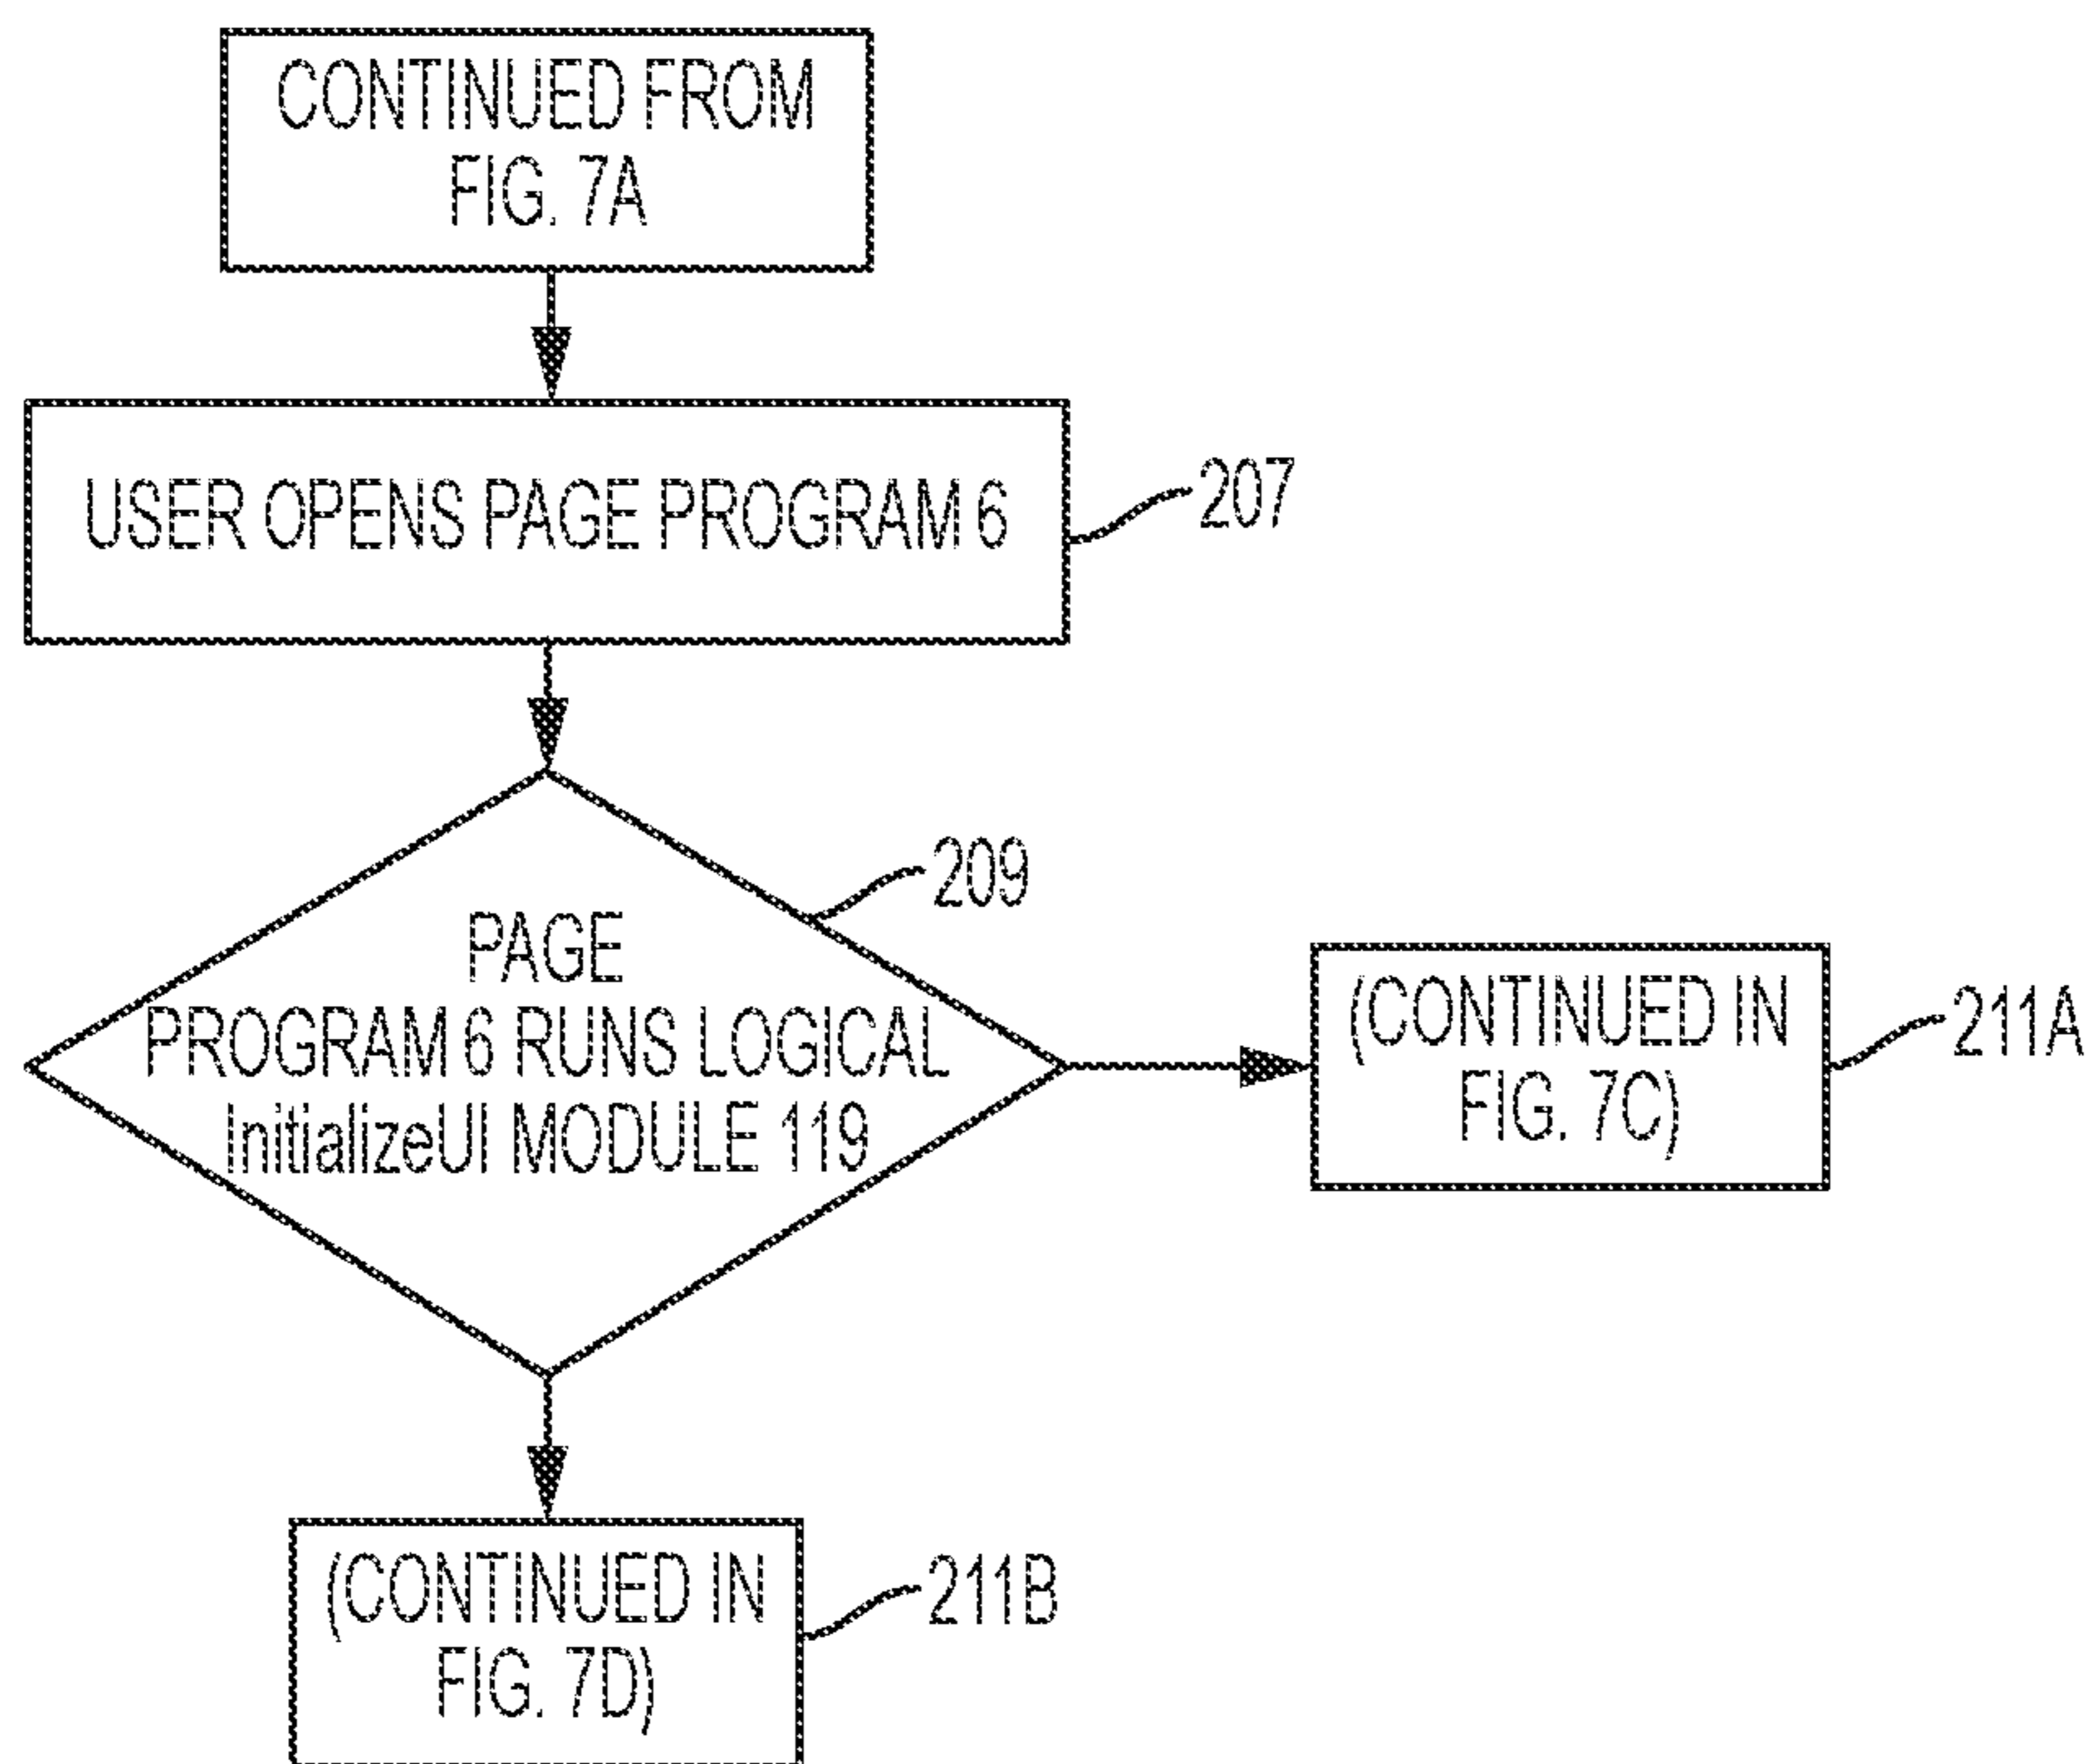 CONTINUED FROM
FIG. 7A
USER OPENS PAGE PROGRAM 6
207
209
PAGE
PROGRAM 6 RUNS LOGICAL
InitializeUI MODULE 119
(CONTINUED IN
FIG. 7C)
211A
(CONTINUED IN
FIG. 7D)
211B